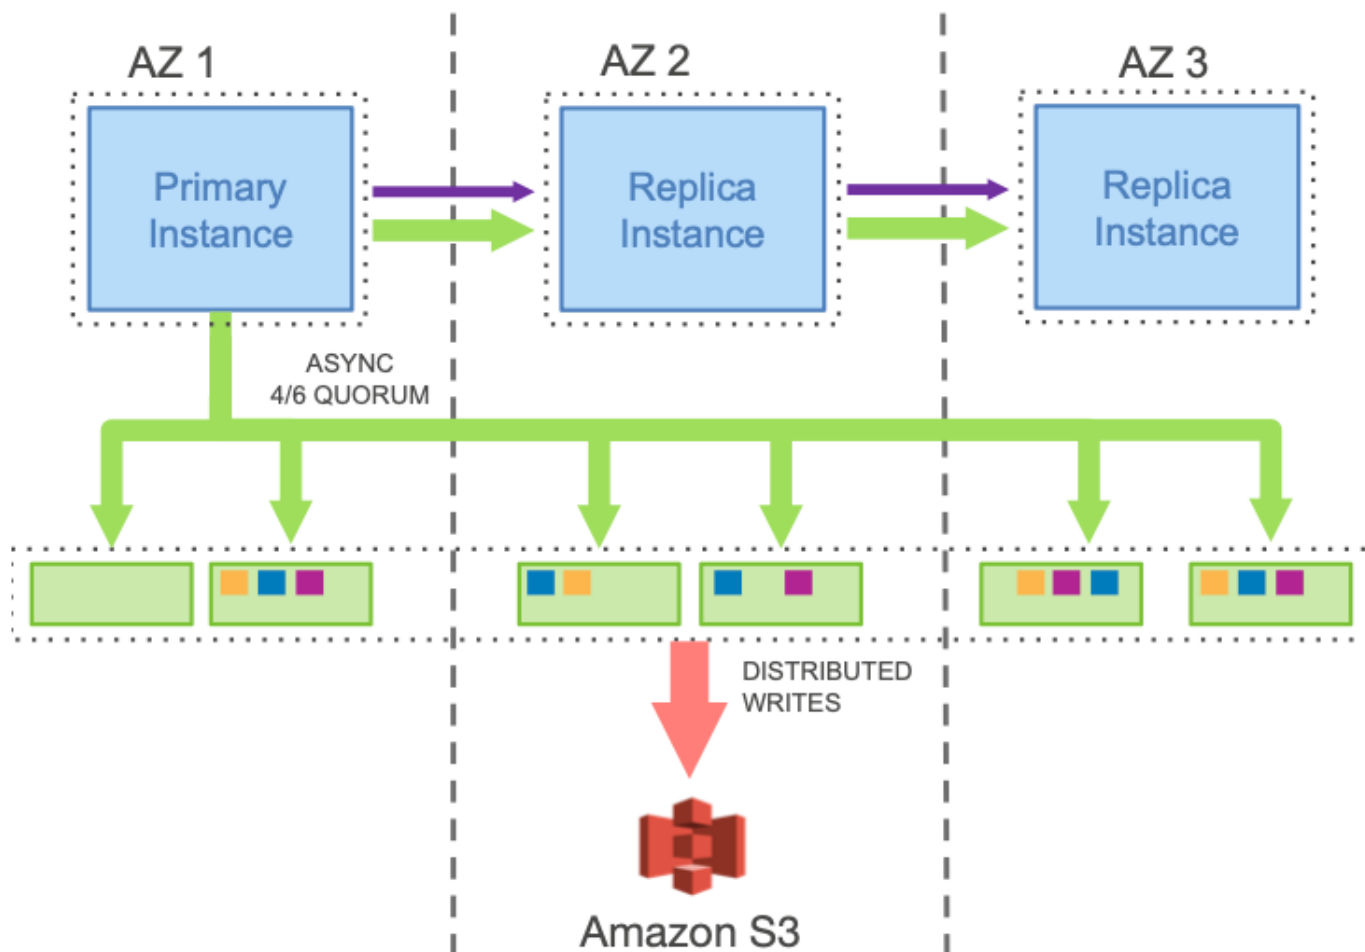 AZ 1
AZ 2
AZ 3
Primary
Instance
Replica
Instance
Replica
Instance
ASYNC
4/6 QUORUM
DISTRIBUTED
WRITES
Amazon S3